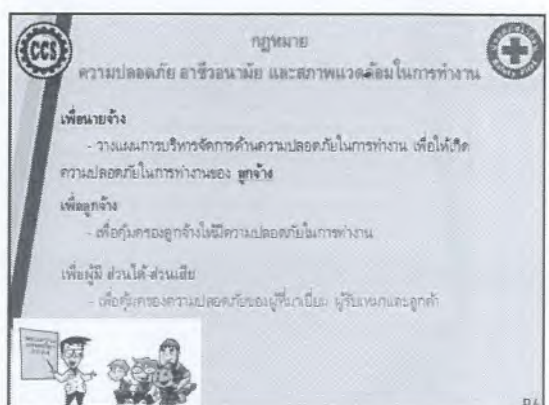 CCS
กฎหมาย
ความปลอดภัย อาชีวอนามัย และสภาพแวดล้อมในการทำงาน
เพื่อนายจ้าง
- วางแผนการบริหารจัดการด้านความปลอดภัยในการทำงาน เพื่อให้เกิด
ความปลอดภัยในการทำงานของ ลูกจ้าง
เพื่อลูกจ้าง
- เพื่อคุ้มครองลูกจ้างให้มีความปลอดภัยในการทำงาน
เพื่อผู้มี ส่วนได้ ส่วนเสีย
- เพื่อคุ้มครองความปลอดภัยของผู้ที่มาเยี่ยม ผู้รับเหมาและลูกค้า